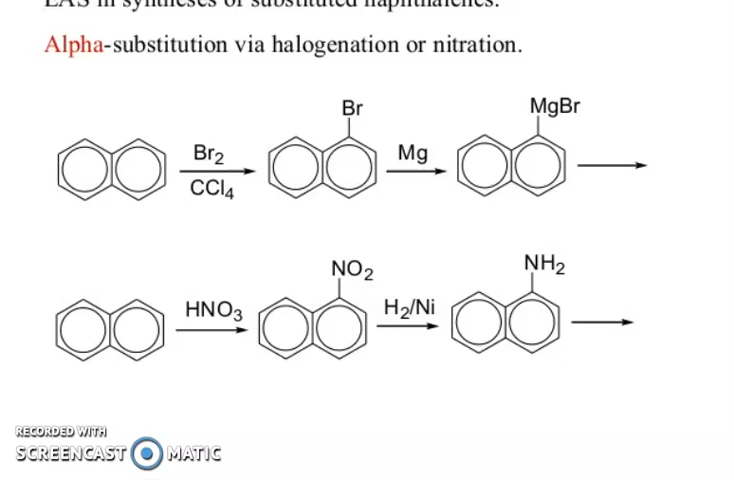 EAS in syntheses of substituted naphthalenes.
Alpha-substitution via halogenation or nitration.
Br MgBr
Br2 Mg
CCl4
NO2 NH2
HNO3 H2/Ni
RECORDED WITH
SCREENCAST MATIC